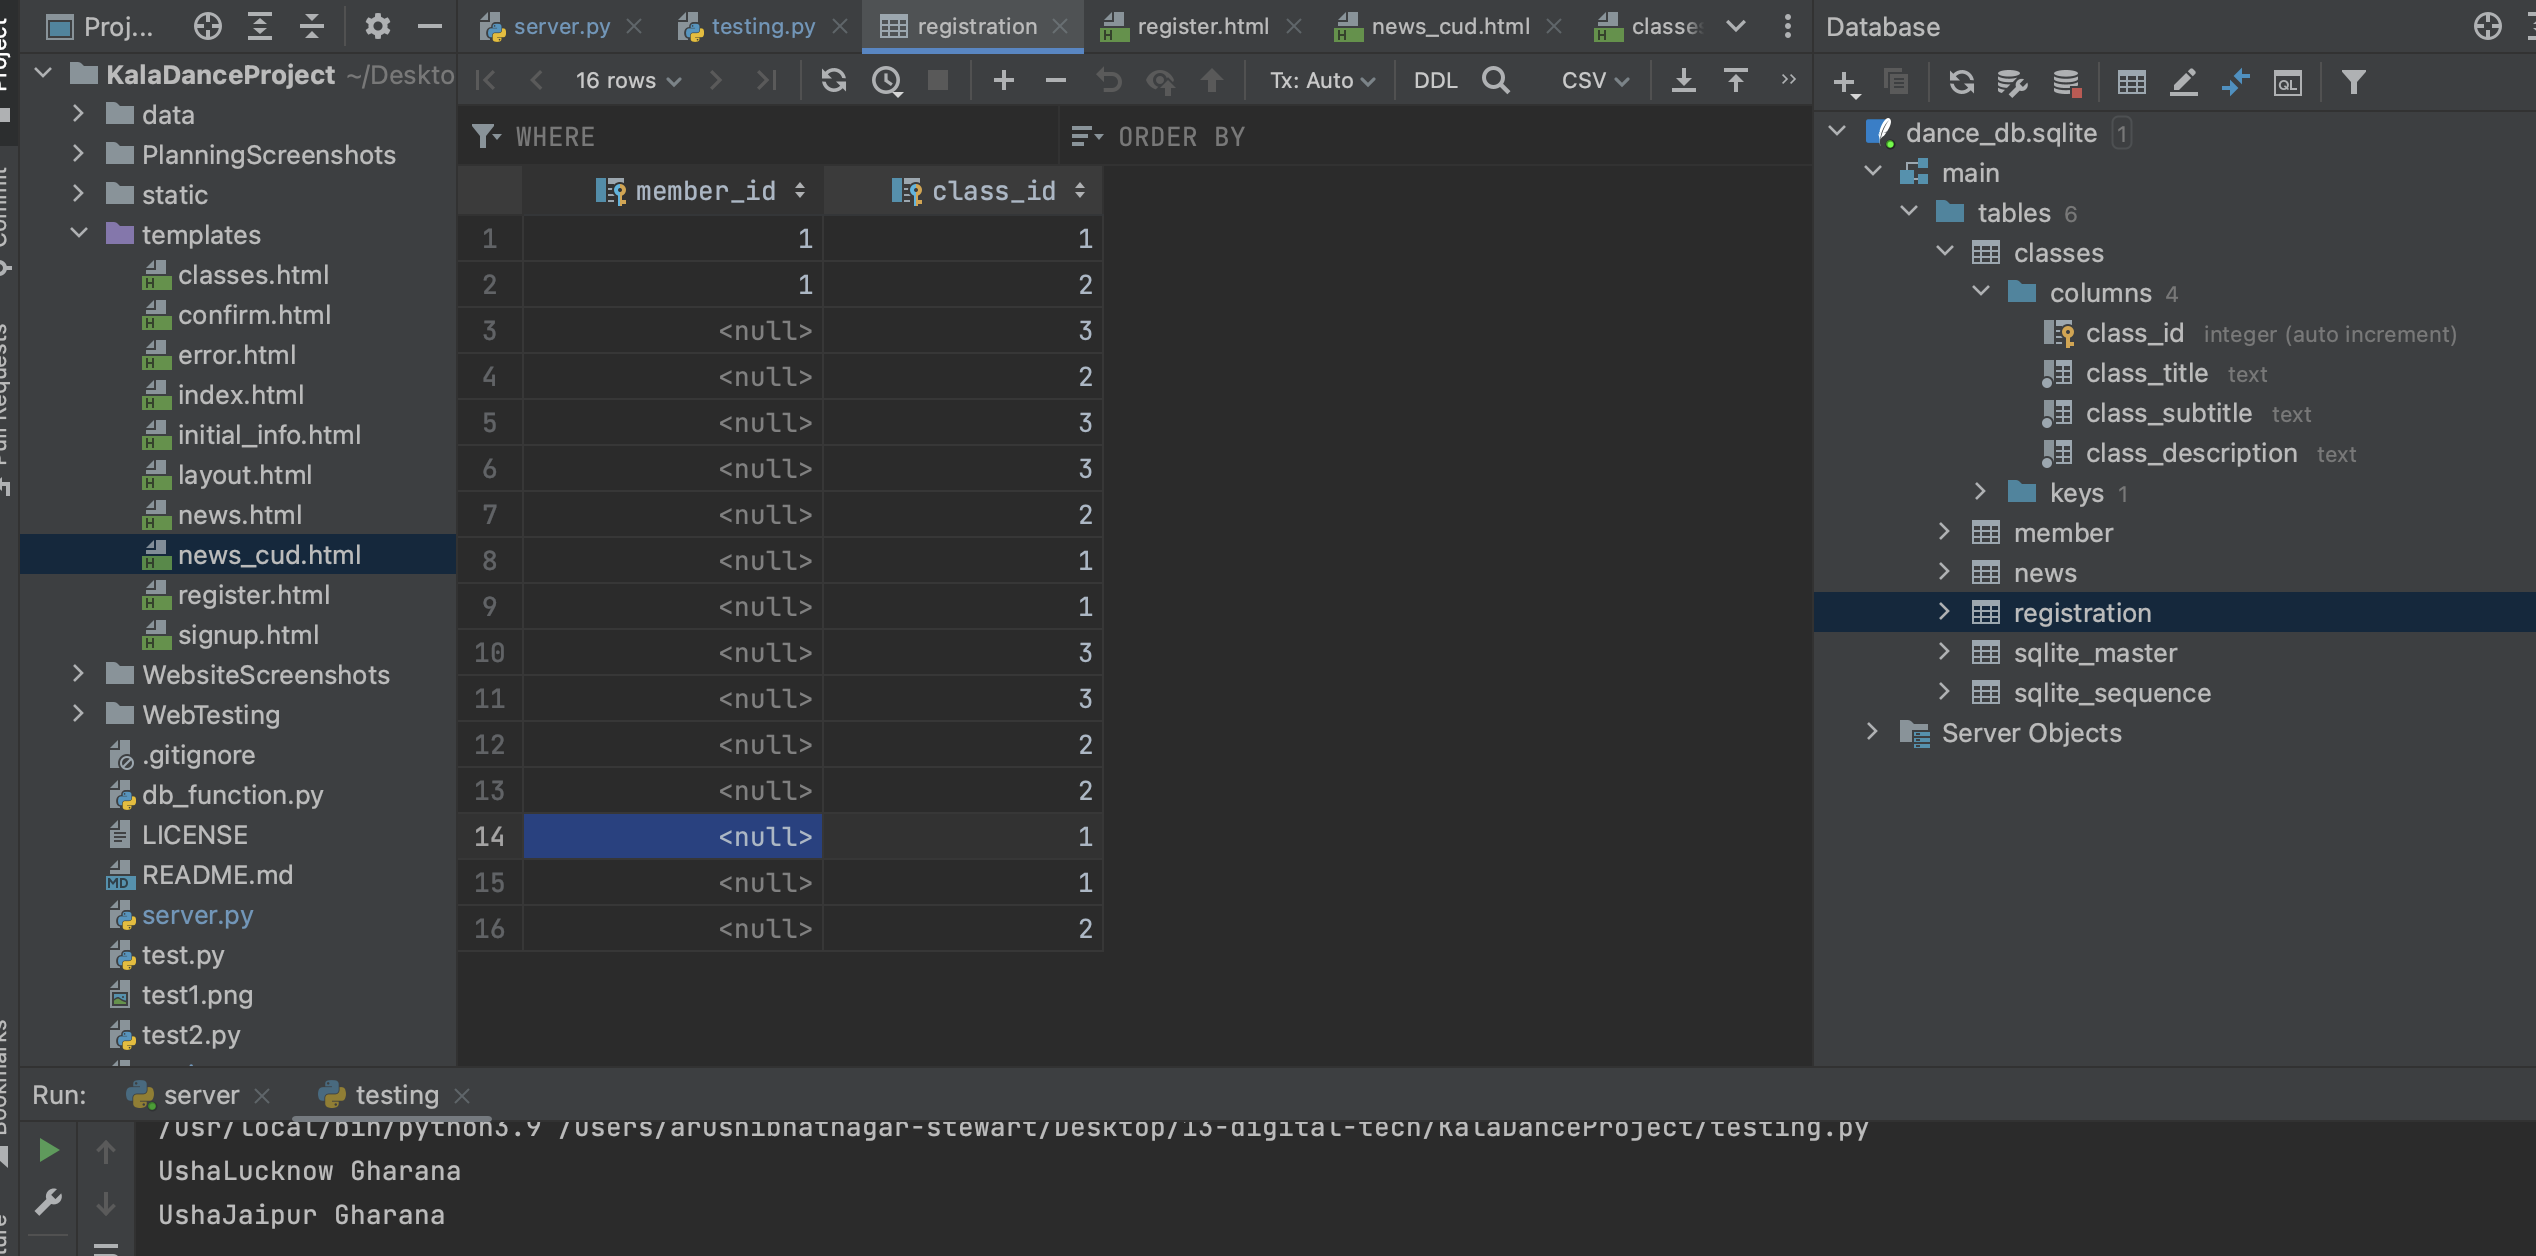 Proj...
KalaDanceProject ~/Deskto
data
PlanningScreenshots
static
templates
classes.html
confirm.html
error.html
index.html
initial_info.html
layout.html
news.html
news_cud.html
register.html
signup.html
WebsiteScreenshots
WebTesting
.gitignore
db_function.py
LICENSE
README.md
server.py
test.py
test1.png
test2.py
server.py testing.py registration register.html news_cud.html classes
16 rows Tx: Auto DDL CSV
WHERE ORDER BY
member_id class_id
1 1 1
2 1 2
3 <null> 3
4 <null> 2
5 <null> 3
6 <null> 3
7 <null> 2
8 <null> 1
9 <null> 1
10 <null> 3
11 <null> 3
12 <null> 2
13 <null> 2
14 <null> 1
15 <null> 1
16 <null> 2
Database
dance_db.sqlite 1
main
tables 6
classes
columns 4
class_id integer (auto increment)
class_title text
class_subtitle text
class_description text
keys 1
member
news
registration
sqlite_master
sqlite_sequence
Server Objects
Run: server testing
/usr/local/bin/python3.9 /Users/arushibhatnagar-stewart/Desktop/13-digital-tech/KalaDanceProject/testing.py
UshaLucknow Gharana
UshaJaipur Gharana
Project
Commit
Pull Requests
Bookmarks